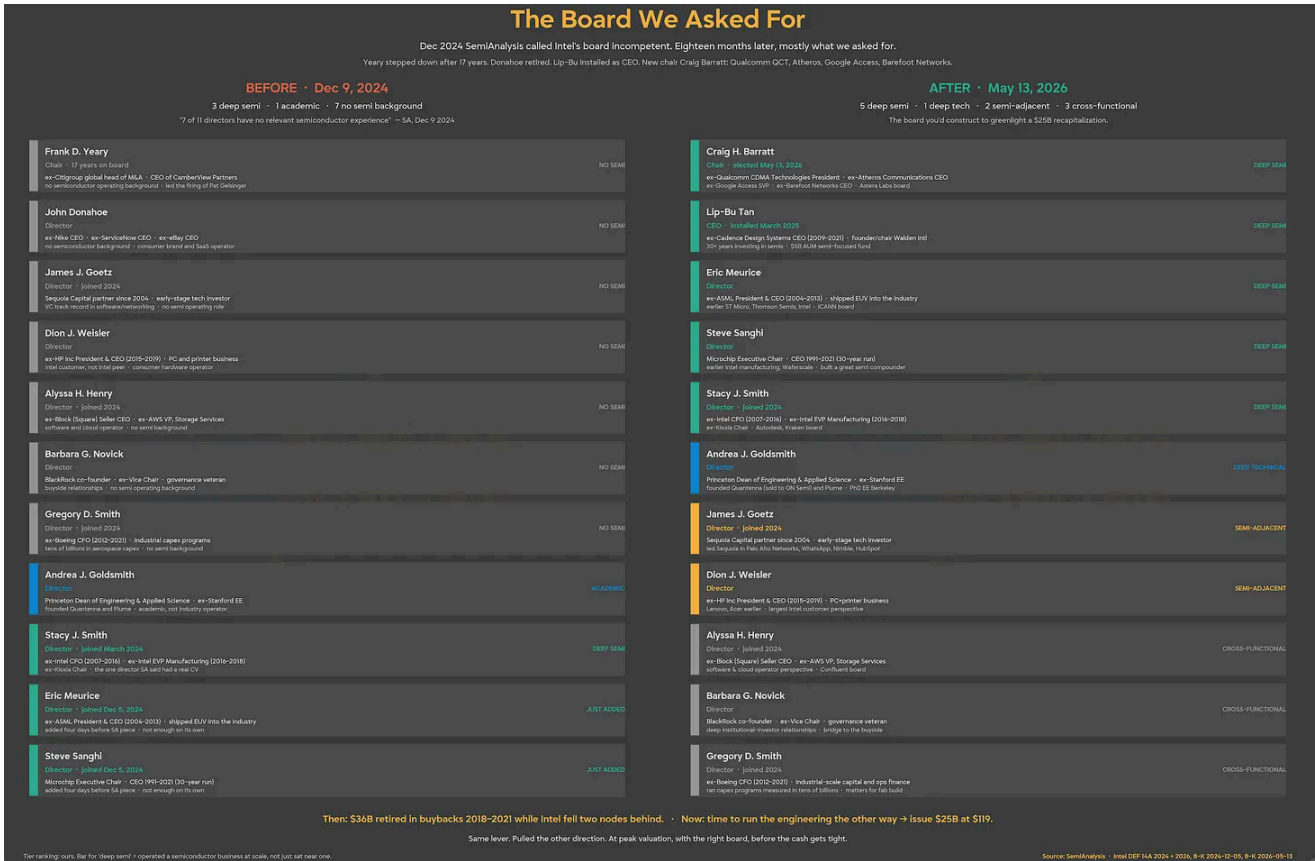 The Board We Asked For
Dec 2024 SemiAnalysis called Intel's board incompetent. Eighteen months later, mostly what we asked for.
Yeary stepped down after 17 years. Donahoe retired. Lip-Bu installed as CEO. New chair Craig Barratt: Qualcomm QCT, Atheros, Google Access, Barefoot Networks.
BEFORE · Dec 9, 2024
3 deep semi · 1 academic · 7 no semi background
"7 of 11 directors have no relevant semiconductor experience" — SA, Dec 9 2024
Frank D. Yeary
Chair · 17 years on board
NO SEMI
ex-Citigroup global head of M&A · CEO of CamberView Partners
no semiconductor operating background · led the firing of Pat Gelsinger
John Donahoe
Director
NO SEMI
ex-Nike CEO · ex-ServiceNow CEO · ex-eBay CEO
no semiconductor background · consumer brand and SaaS operator
James J. Goetz
Director · joined 2024
NO SEMI
Sequoia Capital partner since 2004 · early-stage tech investor
VC track record in software/networking · no semi operating role
Dion J. Weisler
Director
NO SEMI
ex-HP Inc President & CEO (2015–2019) · PC and printer business
Intel customer, not Intel peer · consumer hardware operator
Alyssa H. Henry
Director · joined 2024
NO SEMI
ex-Block (Square) Seller CEO · ex-AWS VP, Storage Services
software and cloud operator · no semi background
Barbara G. Novick
Director
NO SEMI
BlackRock co-founder · ex-Vice Chair · governance veteran
buyside relationships · no semi operating background
Gregory D. Smith
Director · joined 2024
NO SEMI
ex-Boeing CFO (2012–2021) · industrial capex programs
tens of billions in aerospace capex · no semi background
Andrea J. Goldsmith
Director
ACADEMIC
Princeton Dean of Engineering & Applied Science · ex-Stanford EE
founded Quantenna and Plume · academic, not industry operator
Stacy J. Smith
Director · joined March 2024
DEEP SEMI
ex-Intel CFO (2007–2016) · ex-Intel EVP Manufacturing (2016–2018)
ex-Kioxia Chair · the one director SA said had a real CV
Eric Meurice
Director · joined Dec 5, 2024
JUST ADDED
ex-ASML President & CEO (2004–2013) · shipped EUV into the industry
added four days before SA piece · not enough on its own
Steve Sanghi
Director · joined Dec 5, 2024
JUST ADDED
Microchip Executive Chair · CEO 1991–2021 (30-year run)
added four days before SA piece · not enough on its own
AFTER · May 13, 2026
5 deep semi · 1 deep tech · 2 semi-adjacent · 3 cross-functional
The board you'd construct to greenlight a $25B recapitalization.
Craig H. Barratt
Chair · elected May 13, 2026
DEEP SEMI
ex-Qualcomm CDMA Technologies President · ex-Atheros Communications CEO
ex-Google Access SVP · ex-Barefoot Networks CEO · Astera Labs board
Lip-Bu Tan
CEO · installed March 2025
DEEP SEMI
ex-Cadence Design Systems CEO (2009–2021) · founder/chair Walden Intl
30+ years investing in semis · $5B AUM semi-focused fund
Eric Meurice
Director
DEEP SEMI
ex-ASML President & CEO (2004–2013) · shipped EUV into the industry
earlier ST Micro, Thomson Semis, Intel · ICANN board
Steve Sanghi
Director
DEEP SEMI
Microchip Executive Chair · CEO 1991–2021 (30-year run)
earlier Intel manufacturing, Waferscale · built a great semi compounder
Stacy J. Smith
Director · joined 2024
DEEP SEMI
ex-Intel CFO (2007–2016) · ex-Intel EVP Manufacturing (2016–2018)
ex-Kioxia Chair · Autodesk, Kraken board
Andrea J. Goldsmith
Director
DEEP TECHNICAL
Princeton Dean of Engineering & Applied Science · ex-Stanford EE
founded Quantenna (sold to ON Semi) and Plume · PhD EE Berkeley
James J. Goetz
Director · joined 2024
SEMI-ADJACENT
Sequoia Capital partner since 2004 · early-stage tech investor
led Sequoia in Palo Alto Networks, WhatsApp, Nimble, HubSpot
Dion J. Weisler
Director
SEMI-ADJACENT
ex-HP Inc President & CEO (2015–2019) · PC+printer business
Lenovo, Acer earlier · largest Intel customer perspective
Alyssa H. Henry
Director · joined 2024
CROSS-FUNCTIONAL
ex-Block (Square) Seller CEO · ex-AWS VP, Storage Services
software & cloud operator perspective · Confluent board
Barbara G. Novick
Director
CROSS-FUNCTIONAL
BlackRock co-founder · ex-Vice Chair · governance veteran
deep institutional-investor relationships · bridge to the buyside
Gregory D. Smith
Director · joined 2024
CROSS-FUNCTIONAL
ex-Boeing CFO (2012–2021) · industrial-scale capital and ops finance
ran capex programs measured in tens of billions · matters for fab build
Then: $36B retired in buybacks 2018–2021 while Intel fell two nodes behind. · Now: time to run the engineering the other way → issue $25B at $119.
Same lever. Pulled the other direction. At peak valuation, with the right board, before the cash gets tight.
Tier ranking: ours. Bar for 'deep semi' = operated a semiconductor business at scale, not just sat near one.
Source: SemiAnalysis · Intel DEF 14A 2024 + 2026, 8-K 2024-12-05, 8-K 2026-05-13